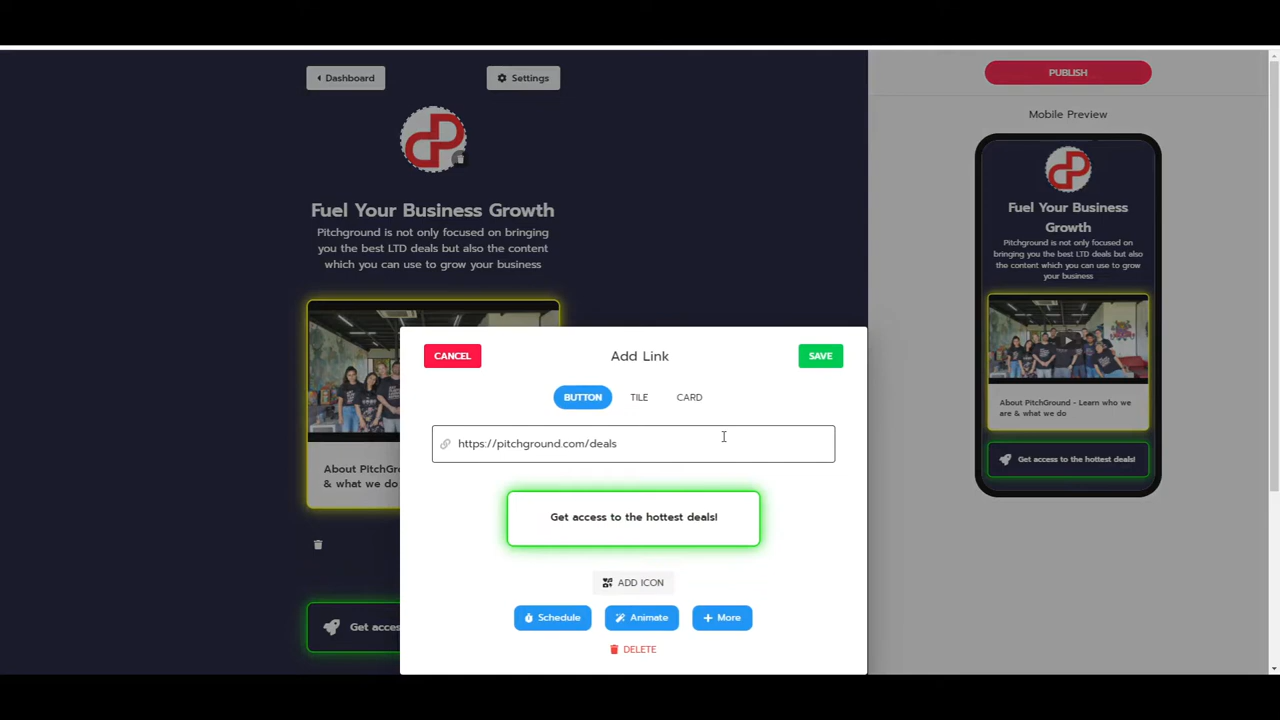 Dashboard
Settings
Fuel Your Business Growth
Pitchground is not only focused on bringing
you the best LTD deals but also the content
which you can use to grow your business
About PitchGro
& what we do
Get acces
CANCEL
Add Link
SAVE
BUTTON
TILE
CARD
https://pitchground.com/deals
Get access to the hottest deals!
ADD ICON
Schedule
Animate
More
DELETE
PUBLISH
Mobile Preview
Fuel Your Business
Growth
Pitchground is not only focused on
bringing you the best LTD deals but also
the content which you can use to grow
your business
About PitchGround - Learn who we
are & what we do
Get access to the hottest deals!